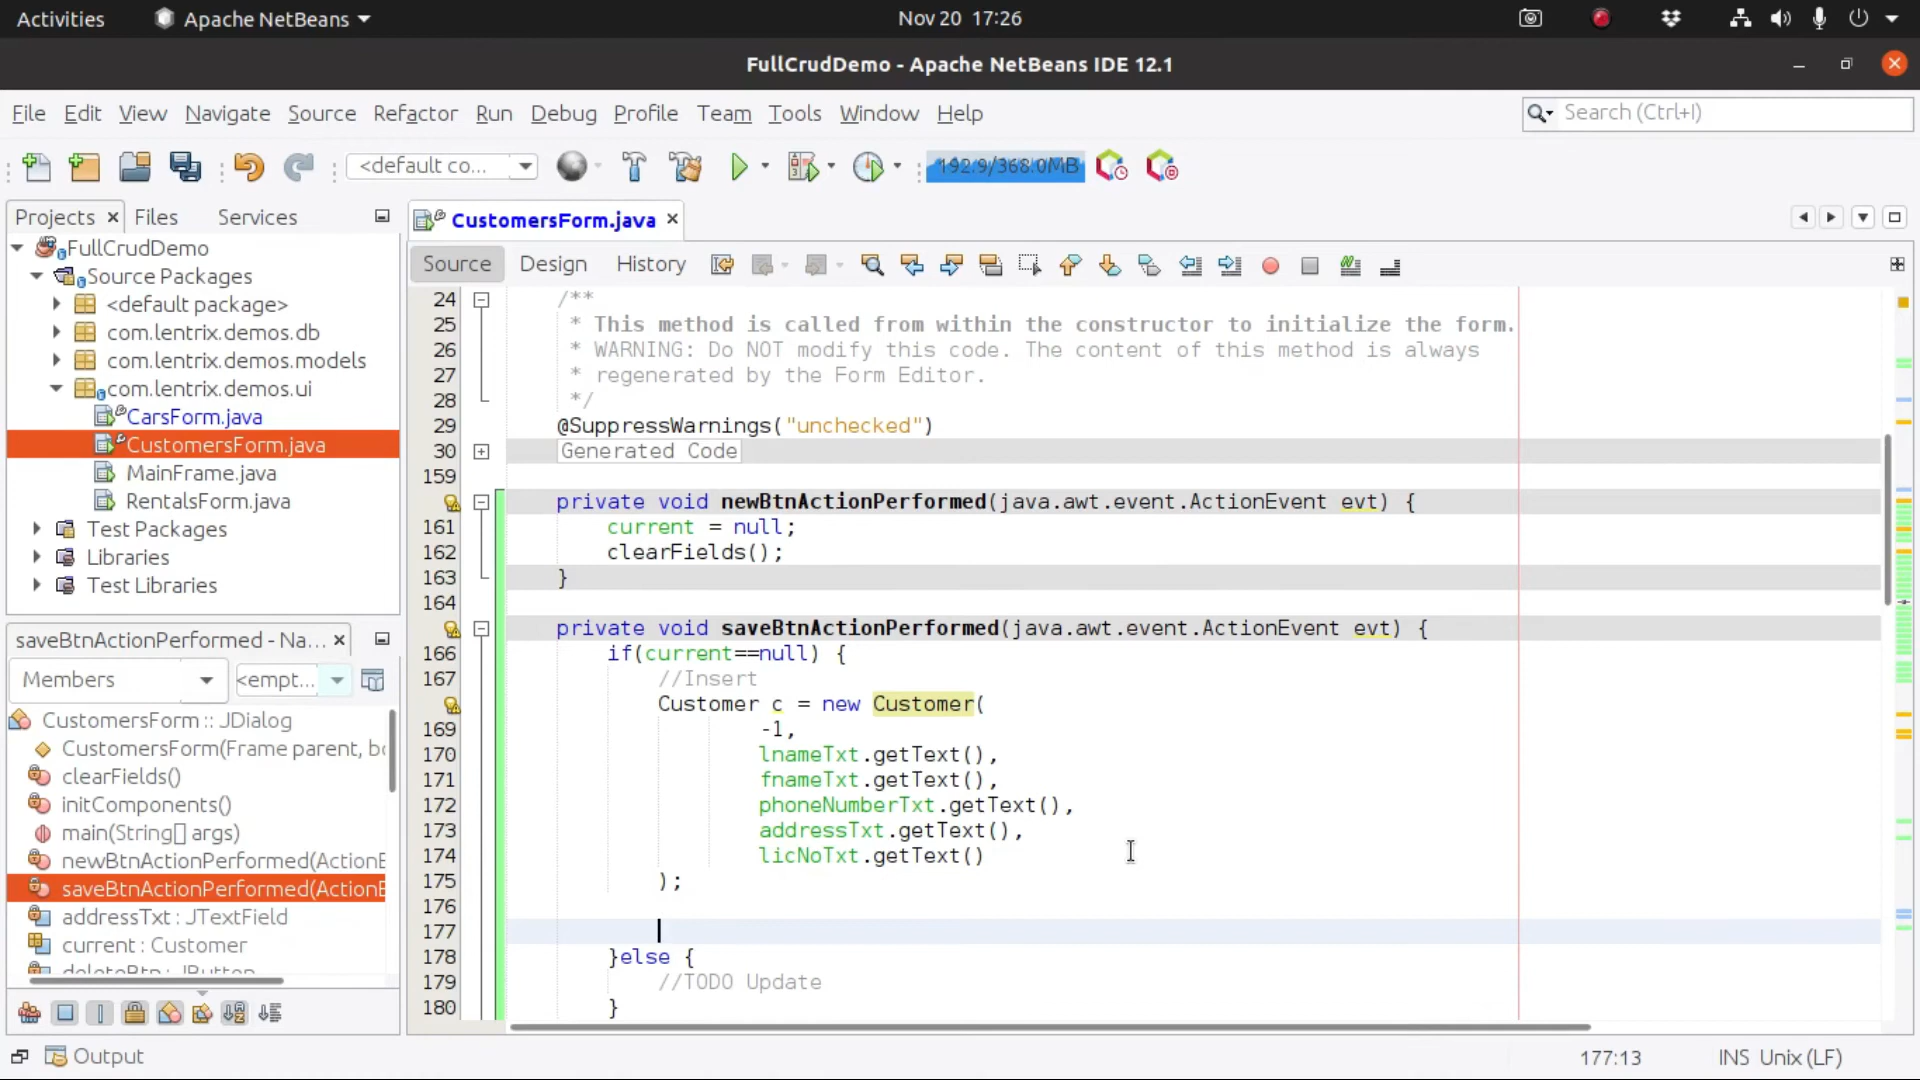 Activities
Apache NetBeans
Nov 20 17:26
FullCrudDemo - Apache NetBeans IDE 12.1
File Edit View Navigate Source Refactor Run Debug Profile Team Tools Window Help
Search (Ctrl+I)
<default co...
192.9/368.0MB
Projects
Files
Services
CustomersForm.java
Source
Design
History
FullCrudDemo
Source Packages
<default package>
com.lentrix.demos.db
com.lentrix.demos.models
com.lentrix.demos.ui
CarsForm.java
CustomersForm.java
MainFrame.java
RentalsForm.java
Test Packages
Libraries
Test Libraries
saveBtnActionPerformed - Na...
Members
<empt...
CustomersForm :: JDialog
CustomersForm(Frame parent, bo
clearFields()
initComponents()
main(String[] args)
newBtnActionPerformed(ActionE
saveBtnActionPerformed(ActionE
addressTxt : JTextField
current : Customer
deleteBtn : JButton
24 /**
25 * This method is called from within the constructor to initialize the form.
26 * WARNING: Do NOT modify this code. The content of this method is always
27 * regenerated by the Form Editor.
28 */
29 @SuppressWarnings("unchecked")
30 Generated Code
159
private void newBtnActionPerformed(java.awt.event.ActionEvent evt) {
161 current = null;
162 clearFields();
163 }
164
private void saveBtnActionPerformed(java.awt.event.ActionEvent evt) {
166 if(current==null) {
167 //Insert
Customer c = new Customer(
169 -1,
170 lnameTxt.getText(),
171 fnameTxt.getText(),
172 phoneNumberTxt.getText(),
173 addressTxt.getText(),
174 licNoTxt.getText()
175 );
176
177
178 }else {
179 //TODO Update
180 }
Output
177:13
INS Unix (LF)